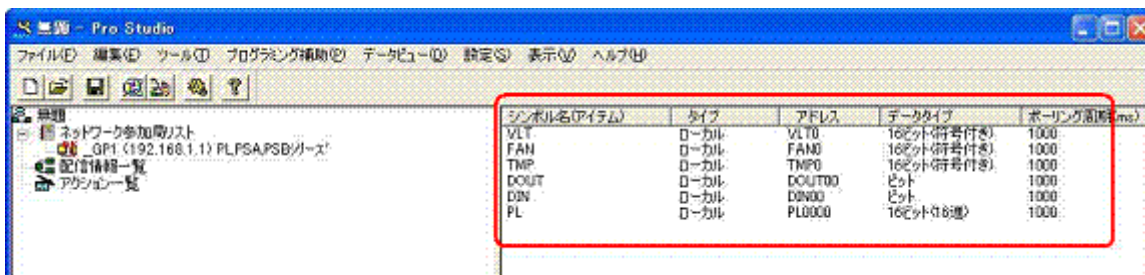 無題 - Pro Studio
ファイル(F) 編集(E) ツール(T) プログラミング補助(P) データビュー(D) 設定(S) 表示(V) ヘルプ(H)
無題
ネットワーク参加局リスト
_GP1 (192.168.1.1) PL,PSA,PSBシリーズ
配信情報一覧
アクション一覧
シンボル名(アイテム) タイプ アドレス データタイプ ポーリング周期(ms)
VLT ローカル VLT0 16ビット(符号付き) 1000
FAN ローカル FAN0 16ビット(符号付き) 1000
TMP ローカル TMP0 16ビット(符号付き) 1000
DOUT ローカル DOUT00 ビット 1000
DIN ローカル DIN00 ビット 1000
PL ローカル PL0000 16ビット(16進) 1000